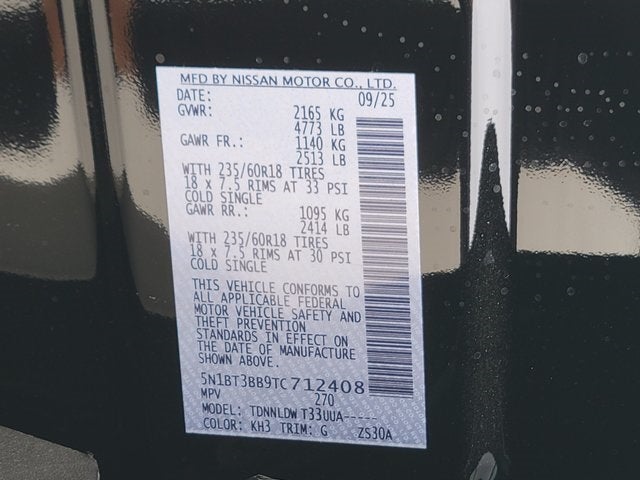 MFD BY NISSAN MOTOR CO., LTD.
DATE: 09/25
GVWR: 2165 KG
4773 LB
GAWR FR.: 1140 KG
2513 LB
WITH 235/60R18 TIRES
18 x 7.5 RIMS AT 33 PSI
COLD SINGLE
GAWR RR.: 1095 KG
2414 LB
WITH 235/60R18 TIRES
18 x 7.5 RIMS AT 30 PSI
COLD SINGLE
THIS VEHICLE CONFORMS TO
ALL APPLICABLE FEDERAL
MOTOR VEHICLE SAFETY AND
THEFT PREVENTION
STANDARDS IN EFFECT ON
THE DATE OF MANUFACTURE
SHOWN ABOVE.
5N1BT3BB9TC712408
MPV 270
MODEL: TDNNLDWT33UUA-----
COLOR: KH3 TRIM: G ZS30A